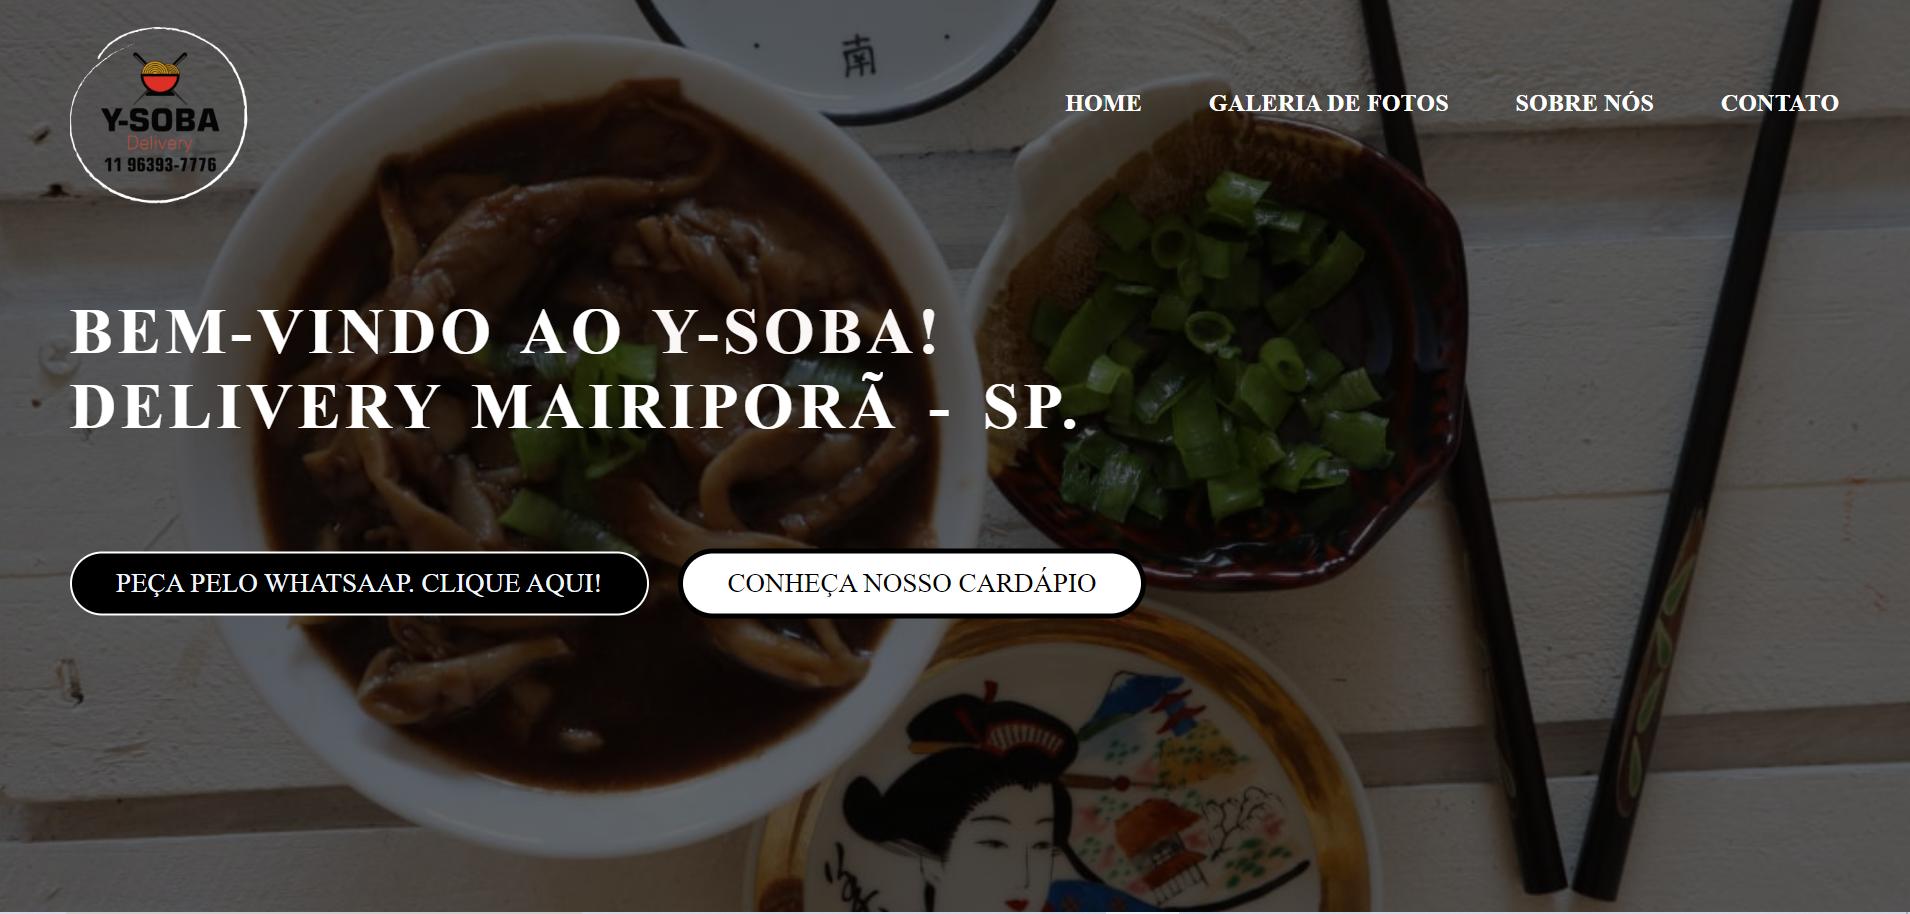 Y-SOBA
Delivery
11 96393-7776
HOME GALERIA DE FOTOS SOBRE NÓS CONTATO
南
BEM-VINDO AO Y-SOBA!
DELIVERY MAIRIPORÃ - SP.
PEÇA PELO WHATSAAP. CLIQUE AQUI! CONHEÇA NOSSO CARDÁPIO